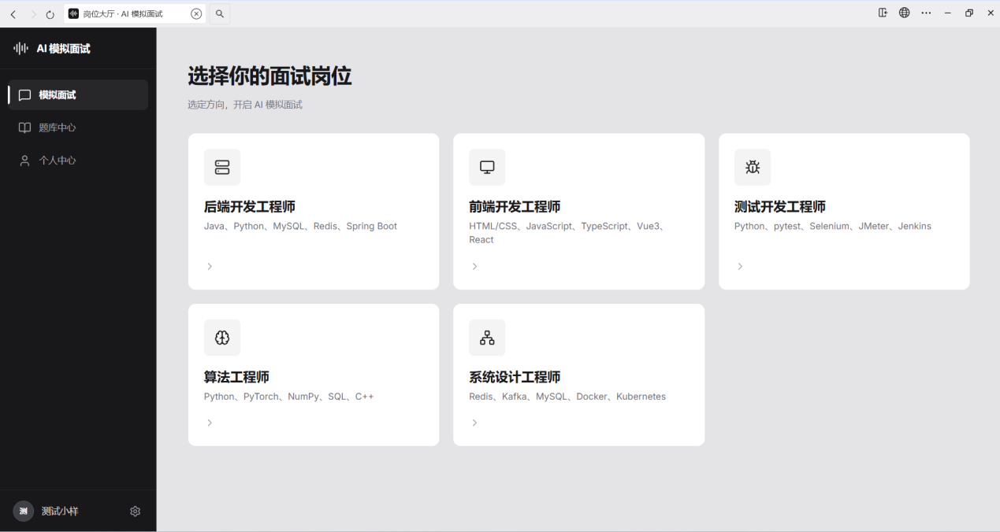 岗位大厅 · AI 模拟面试
AI 模拟面试
模拟面试
题库中心
个人中心
选择你的面试岗位
选定方向，开启 AI 模拟面试
后端开发工程师
Java、Python、MySQL、Redis、Spring Boot
前端开发工程师
HTML/CSS、JavaScript、TypeScript、Vue3、
React
测试开发工程师
Python、pytest、Selenium、JMeter、Jenkins
算法工程师
Python、PyTorch、NumPy、SQL、C++
系统设计工程师
Redis、Kafka、MySQL、Docker、Kubernetes
测 测试小样